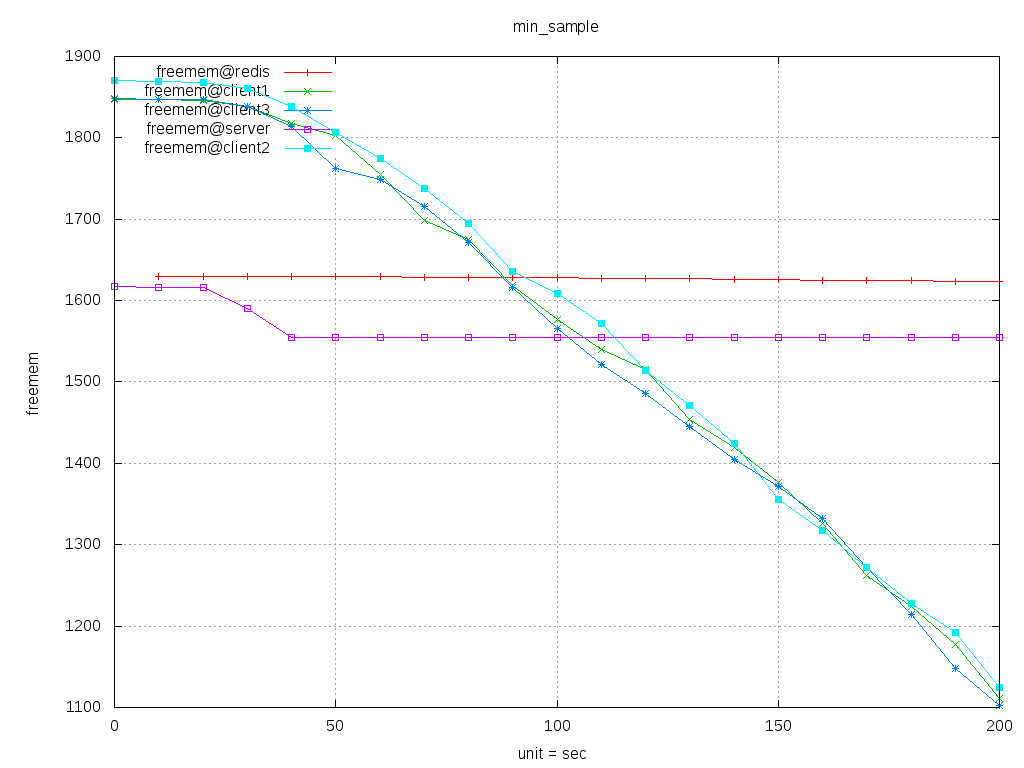 min_sample
1900
1800
1700
1600
1500
1400
1300
1200
1100
freemem
freemem@redis
freemem@client1
freemem@client3
freemem@server
freemem@client2
0 50 100 150 200
unit = sec